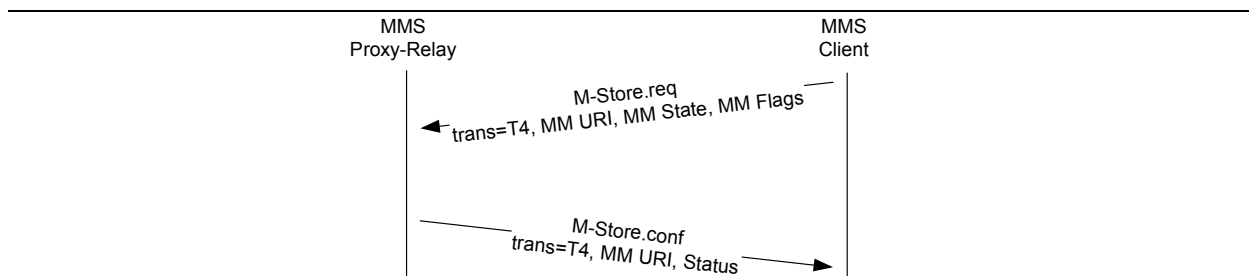 MMS
Proxy-Relay
MMS
Client
M-Store.req
trans=T4, MM URI, MM State, MM Flags
M-Store.conf
trans=T4, MM URI, Status